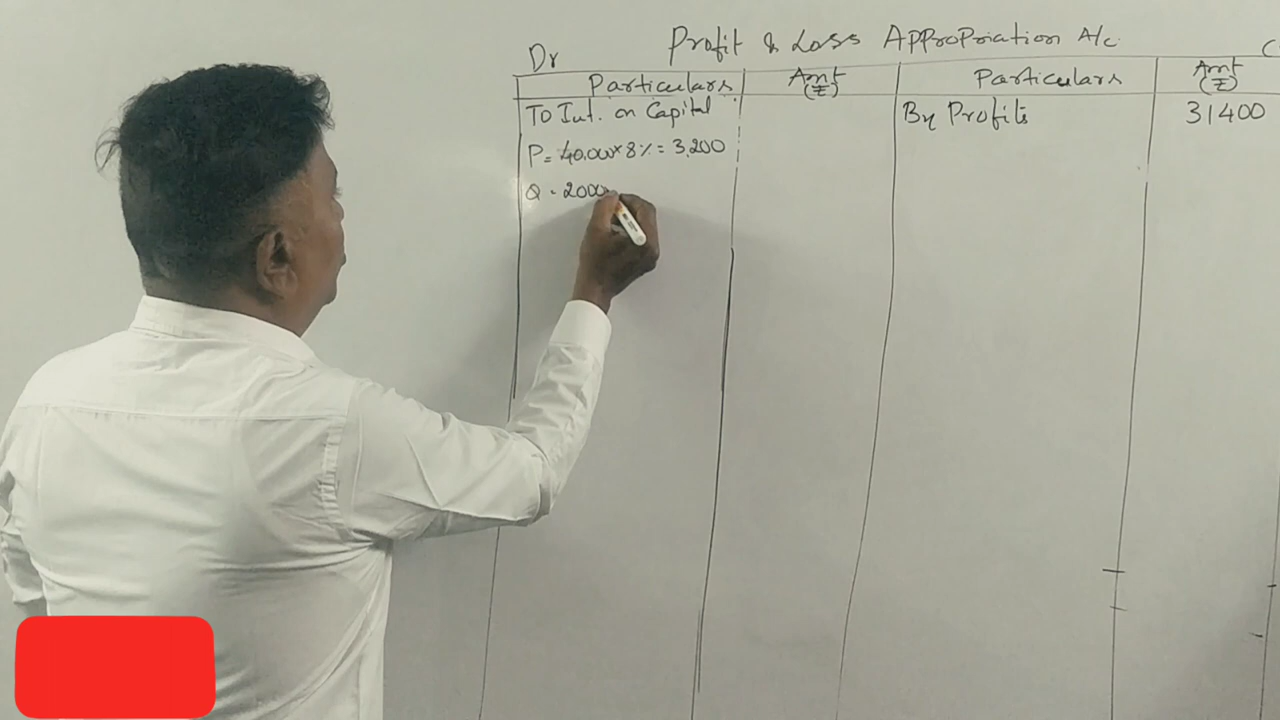 Profit & Loss Appropriation A/c
Dr C
Particulars Amt (₹) Particulars Amt (₹)
To Int. on Capital By Profits 31400
P = 40,000 × 8% = 3,200
Q = 2000